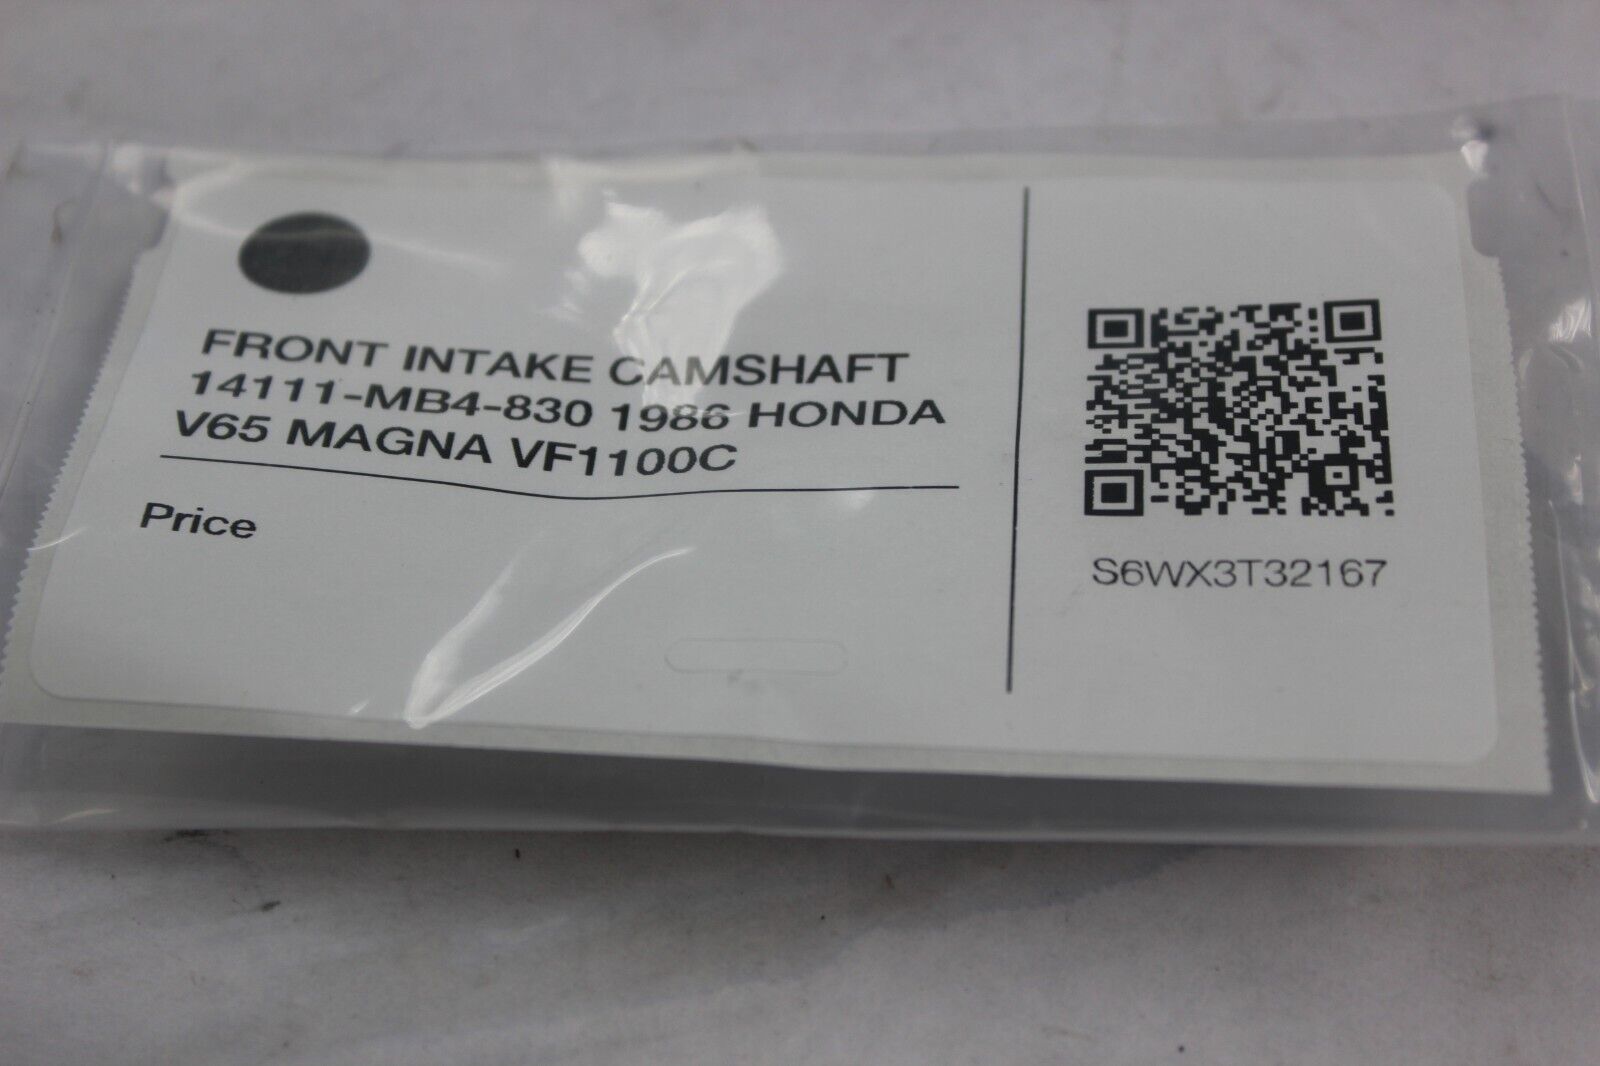 FRONT INTAKE CAMSHAFT
14111-MB4-830 1986 HONDA
V65 MAGNA VF1100C
Price
S6WX3T32167